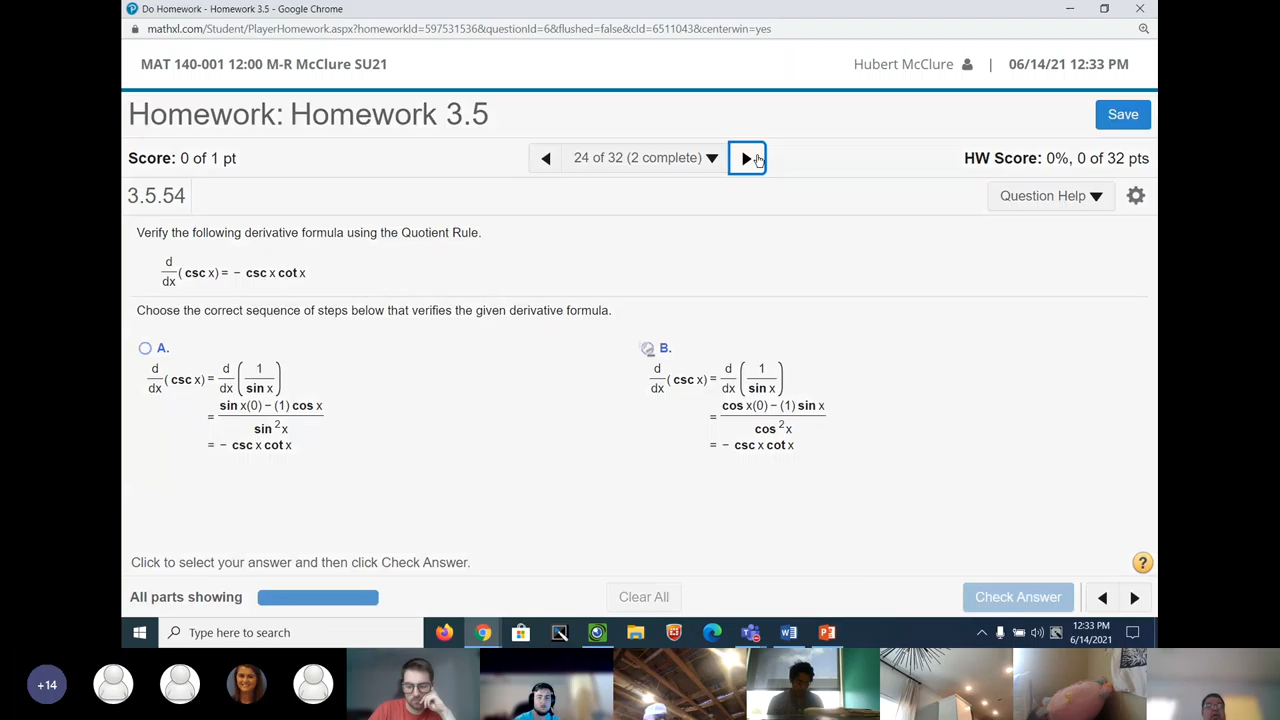 Do Homework - Homework 3.5 - Google Chrome
mathxl.com/Student/PlayerHomework.aspx?homeworkId=597531536&questionId=6&flushed=false&cId=6511043&centerwin=yes
MAT 140-001 12:00 M-R McClure SU21
Hubert McClure | 06/14/21 12:33 PM
Homework: Homework 3.5
Save
Score: 0 of 1 pt
24 of 32 (2 complete)
HW Score: 0%, 0 of 32 pts
3.5.54
Question Help
Verify the following derivative formula using the Quotient Rule.
d/dx (csc x) = − csc x cot x
Choose the correct sequence of steps below that verifies the given derivative formula.
A.
d/dx (csc x) = d/dx (1/sin x)
= (sin x(0) − (1) cos x)/(sin ²x)
= − csc x cot x
B.
d/dx (csc x) = d/dx (1/sin x)
= (cos x(0) − (1) sin x)/(cos ²x)
= − csc x cot x
Click to select your answer and then click Check Answer.
?
All parts showing
Clear All
Check Answer
Type here to search
12:33 PM
6/14/2021
+14